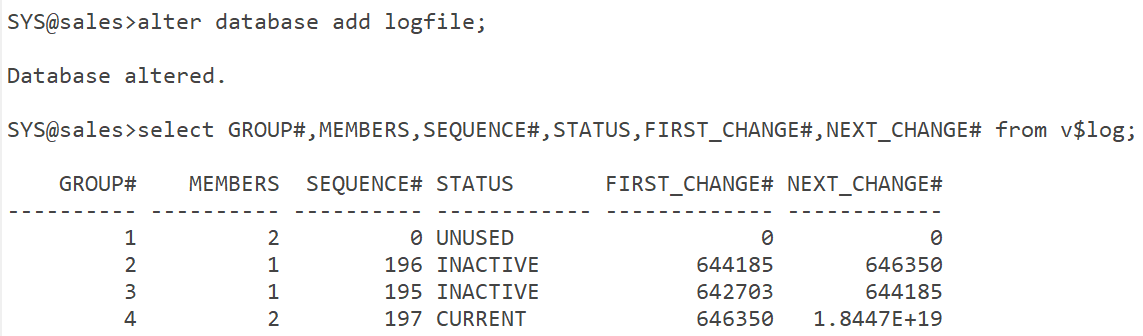 SYS@sales>alter database add logfile;
Database altered.
SYS@sales>select GROUP#,MEMBERS,SEQUENCE#,STATUS,FIRST_CHANGE#,NEXT_CHANGE# from v$log;
    GROUP#    MEMBERS  SEQUENCE# STATUS       FIRST_CHANGE# NEXT_CHANGE#
---------- ---------- ---------- ------------ ------------- ------------
         1          2          0 UNUSED                   0            0
         2          1        196 INACTIVE            644185       646350
         3          1        195 INACTIVE            642703       644185
         4          2        197 CURRENT             646350   1.8447E+19